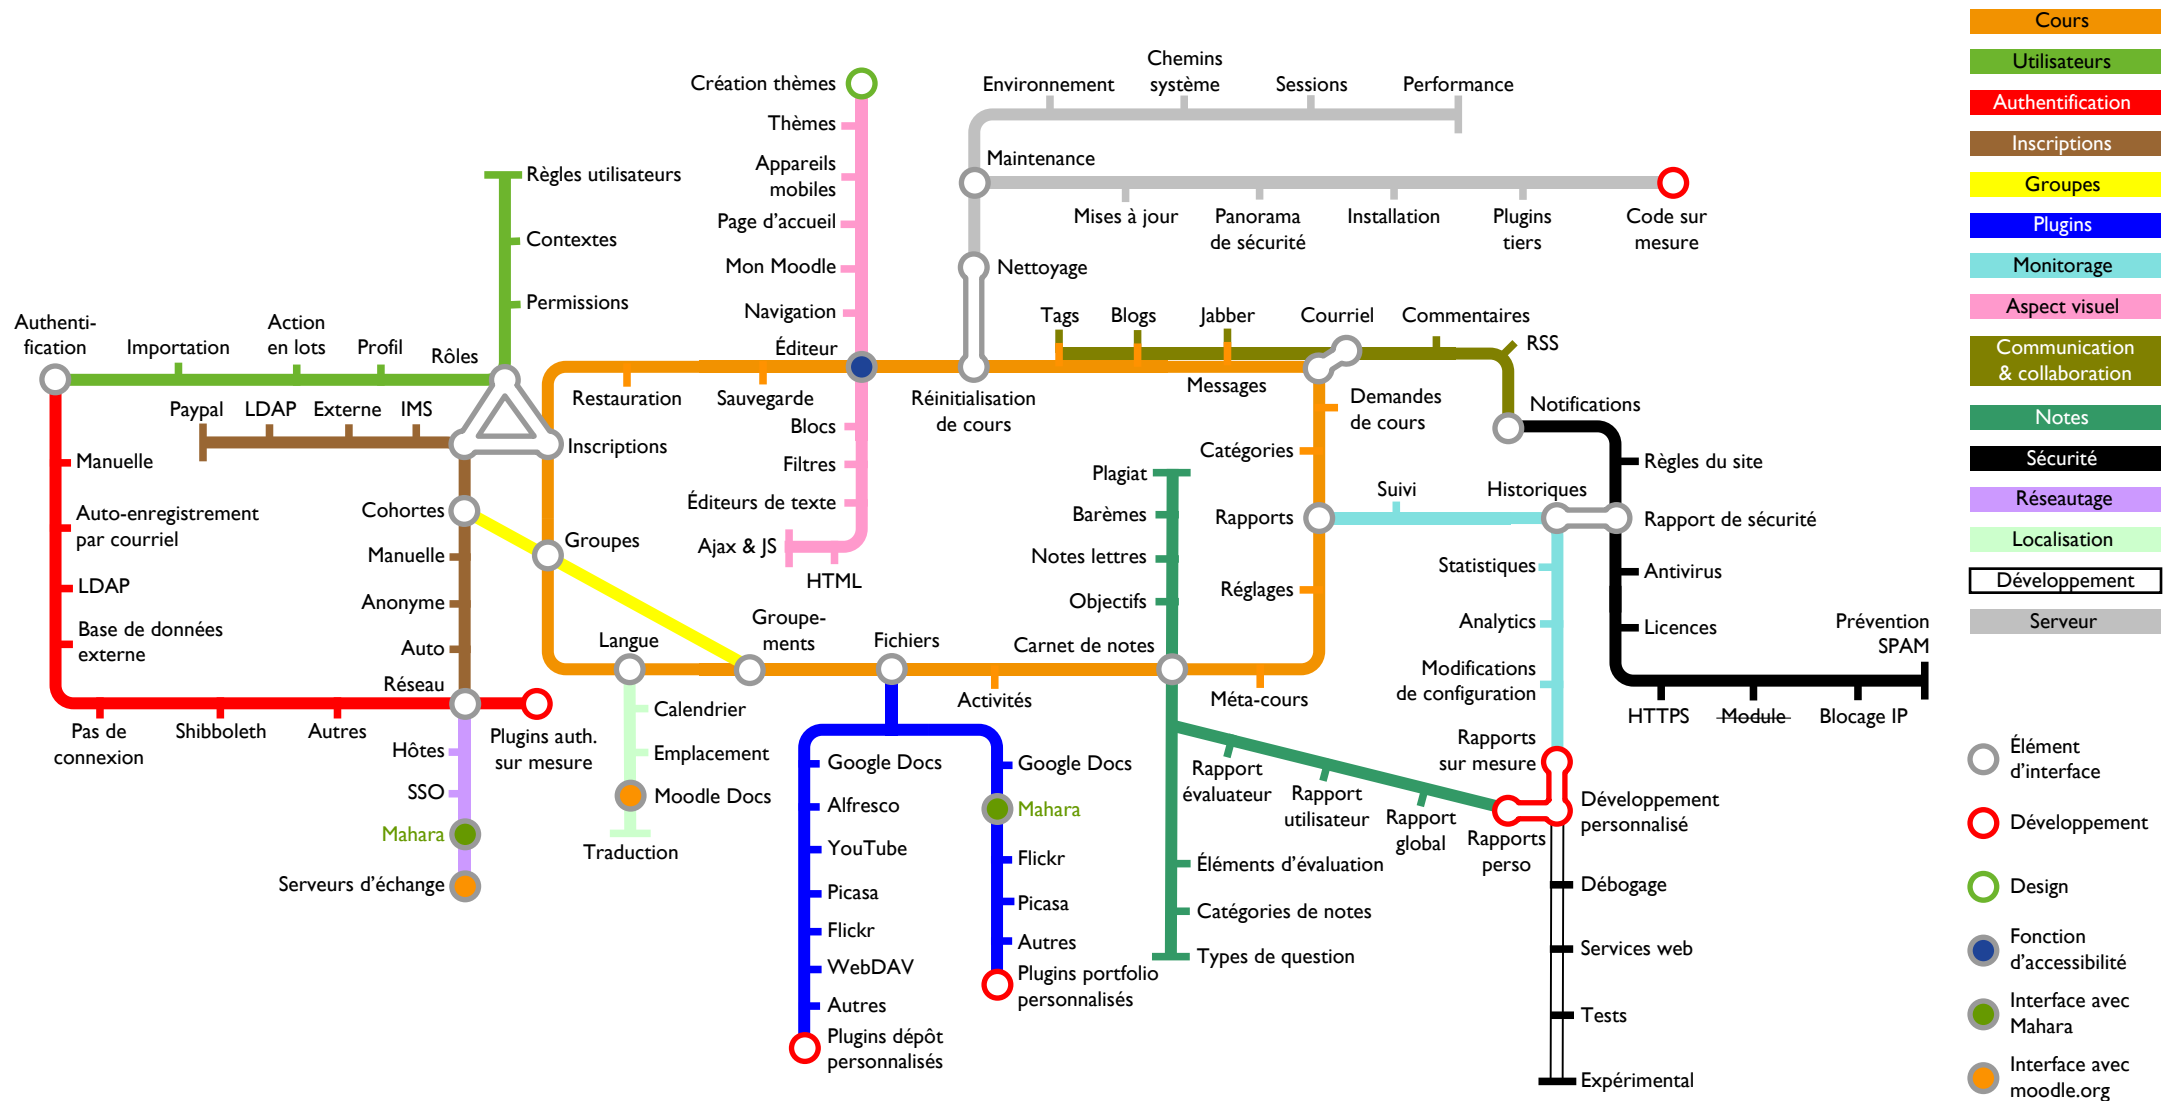 Création thèmes
Thèmes
Appareils
mobiles
Page d'accueil
Mon Moodle
Navigation
Éditeur
Blocs
Filtres
Éditeurs de texte
Ajax & JS
HTML
Environnement
Chemins
système
Sessions
Performance
Maintenance
Mises à jour
Panorama
de sécurité
Installation
Plugins
tiers
Code sur
mesure
Nettoyage
Règles utilisateurs
Contextes
Permissions
Authenti-
fication
Importation
Action
en lots
Profil
Rôles
Paypal
LDAP
Externe
IMS
Inscriptions
Manuelle
Auto-enregistrement
par courriel
LDAP
Base de données
externe
Pas de
connexion
Shibboleth
Autres
Plugins auth.
sur mesure
Cohortes
Manuelle
Anonyme
Auto
Réseau
Hôtes
SSO
Mahara
Serveurs d'échange
Restauration
Sauvegarde
Réinitialisation
de cours
Tags
Blogs
Jabber
Courriel
Commentaires
RSS
Messages
Demandes
de cours
Catégories
Rapports
Réglages
Notifications
Règles du site
Suivi
Historiques
Rapport de sécurité
Antivirus
Licences
Prévention
SPAM
HTTPS
Module
Blocage IP
Statistiques
Analytics
Modifications
de configuration
Rapports
sur mesure
Groupes
Groupe-
ments
Langue
Calendrier
Emplacement
Moodle Docs
Traduction
Fichiers
Activités
Carnet de notes
Méta-cours
Plagiat
Barèmes
Notes lettres
Objectifs
Google Docs
Alfresco
YouTube
Picasa
Flickr
WebDAV
Autres
Plugins dépôt
personnalisés
Google Docs
Mahara
Flickr
Picasa
Autres
Plugins portfolio
personnalisés
Rapport
évaluateur
Rapport
utilisateur
Rapport
global
Rapports
perso
Éléments d'évaluation
Catégories de notes
Types de question
Développement
personnalisé
Débogage
Services web
Tests
Expérimental
Cours
Utilisateurs
Authentification
Inscriptions
Groupes
Plugins
Monitorage
Aspect visuel
Communication
& collaboration
Notes
Sécurité
Réseautage
Localisation
Développement
Serveur
Élément
d'interface
Développement
Design
Fonction
d'accessibilité
Interface avec
Mahara
Interface avec
moodle.org